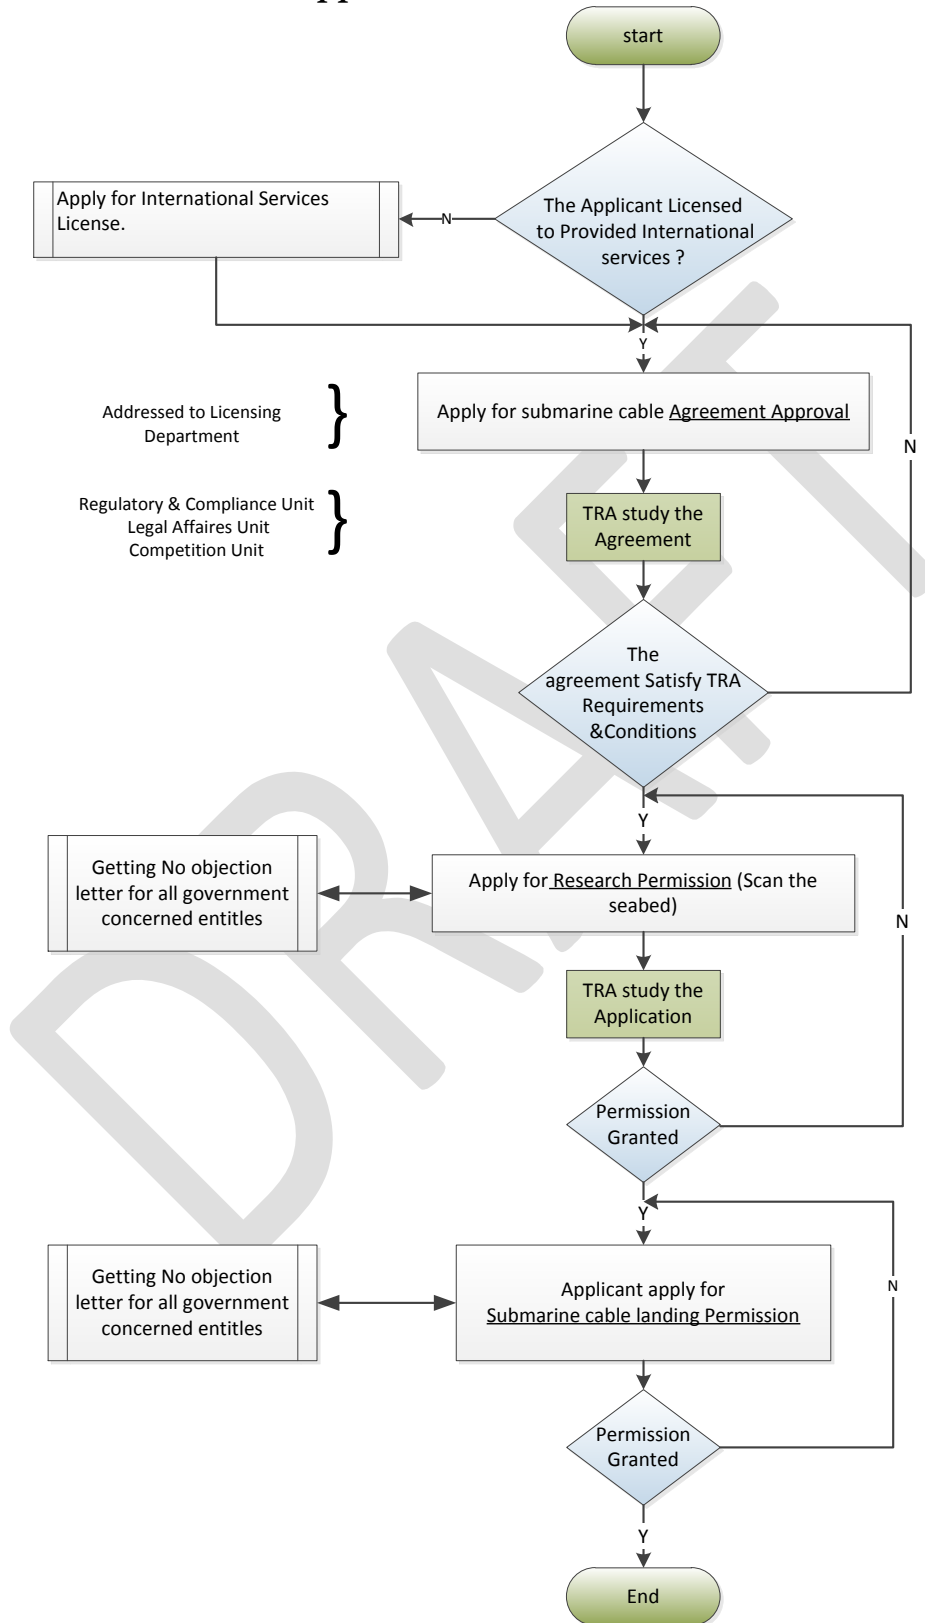 start
The Applicant Licensed
to Provided International
services ?
N
Apply for International Services
License.
Y
Apply for submarine cable Agreement Approval
Addressed to Licensing
Department
}
N
TRA study the
Agreement
Regulatory & Compliance Unit
Legal Affaires Unit
Competition Unit
}
The
agreement Satisfy TRA
Requirements
&Conditions
Y
Apply for Research Permission (Scan the
seabed)
Getting No objection
letter for all government
concerned entitles
N
TRA study the
Application
Permission
Granted
Y
Applicant apply for
Submarine cable landing Permission
Getting No objection
letter for all government
concerned entitles
N
Permission
Granted
Y
End
DRAFT